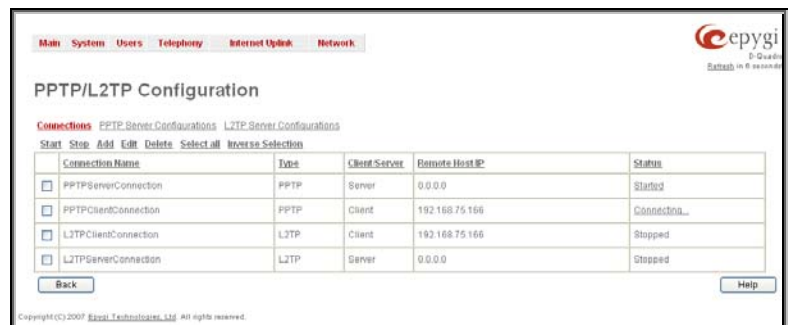 Main System Users Telephony Internet Uplink Network
epygi
D-Quadro
Refresh in 6 seconds
PPTP/L2TP Configuration
Connections PPTP Server Configurations L2TP Server Configurations
Start Stop Add Edit Delete Select all Inverse Selection
Connection Name Type Client/Server Remote Host IP Status
PPTPServerConnection PPTP Server 0.0.0.0 Started
PPTPClientConnection PPTP Client 192.168.75.166 Connecting...
L2TPClientConnection L2TP Client 192.168.75.166 Stopped
L2TPServerConnection L2TP Server 0.0.0.0 Stopped
Back Help
Copyright (C) 2007 Epygi Technologies, Ltd. All rights reserved.